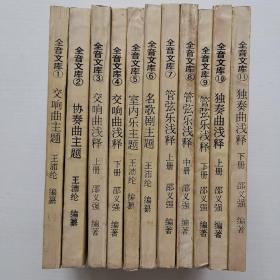 全音文库① 交响曲主题 王沛纶 编纂
全音文库② 协奏曲主题 王沛纶 编纂
全音文库③ 交响曲浅释 上册 邵义强 编著
全音文库④ 交响曲浅释 下册 邵义强 编著
全音文库⑤ 室内乐主题 王沛纶 编纂
全音文库⑥ 名歌剧主题 王沛纶 编纂
全音文库⑦ 管弦乐浅释 上册 邵义强 编著
全音文库⑧ 管弦乐浅释 中册 邵义强 编著
全音文库⑨ 管弦乐浅释 下册 邵义强 编著
全音文库⑩ 独奏曲浅释 上册 邵义强 编著
全音文库⑪ 独奏曲浅释 下册 邵义强 编著